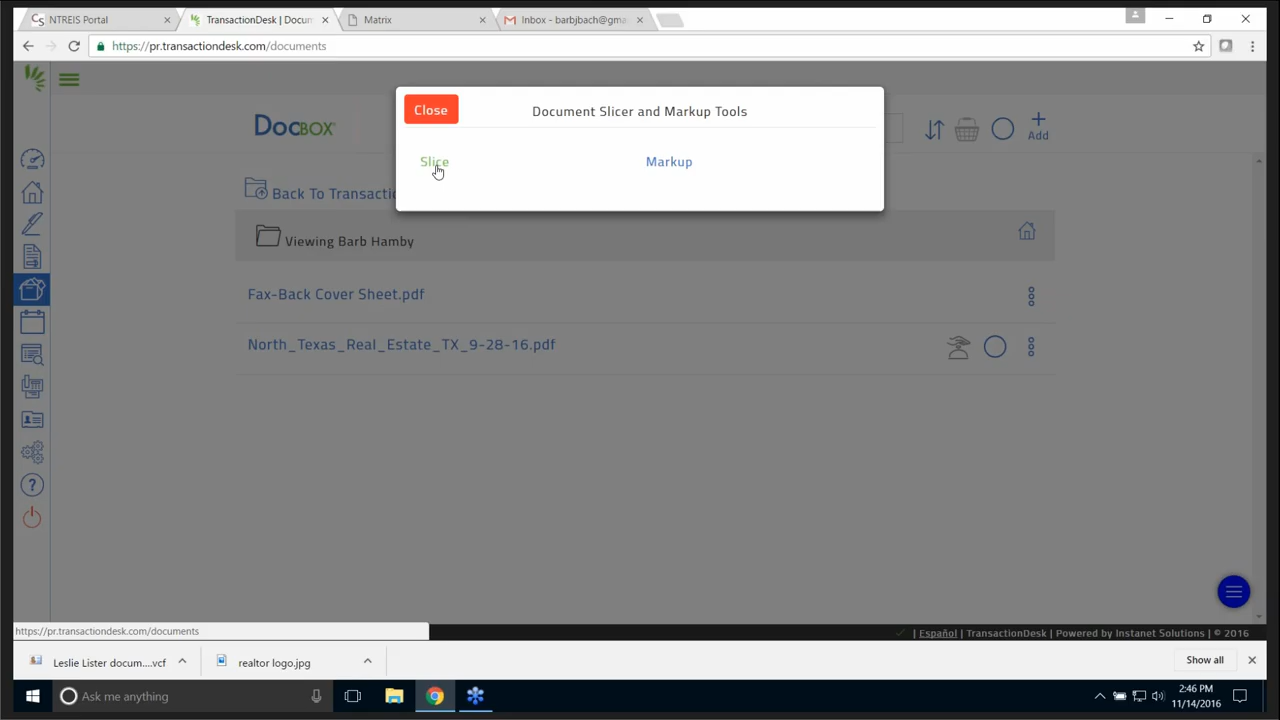 NTREIS Portal
TransactionDesk | Docum
Matrix
Inbox - barbjbach@gma
https://pr.transactiondesk.com/documents
Close
Document Slicer and Markup Tools
Slice
Markup
DocBox
Add
Back To Transactio
Viewing Barb Hamby
Fax-Back Cover Sheet.pdf
North_Texas_Real_Estate_TX_9-28-16.pdf
https://pr.transactiondesk.com/documents
| Español | TransactionDesk | Powered by Instanet Solutions | © 2016
Leslie Lister docum....vcf
realtor logo.jpg
Show all
Ask me anything
2:46 PM
11/14/2016